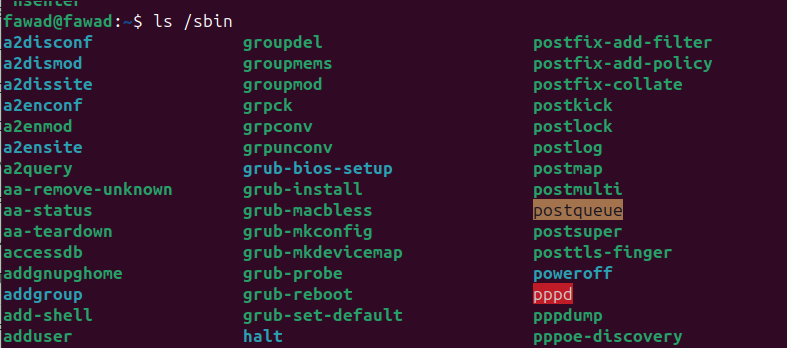 nsenter
fawad@fawad:~$ ls /sbin
a2disconf groupdel postfix-add-filter
a2dismod groupmems postfix-add-policy
a2dissite groupmod postfix-collate
a2enconf grpck postkick
a2enmod grpconv postlock
a2ensite grpunconv postlog
a2query grub-bios-setup postmap
aa-remove-unknown grub-install postmulti
aa-status grub-macbless postqueue
aa-teardown grub-mkconfig postsuper
accessdb grub-mkdevicemap posttls-finger
addgnupghome grub-probe poweroff
addgroup grub-reboot pppd
add-shell grub-set-default pppdump
adduser halt pppoe-discovery